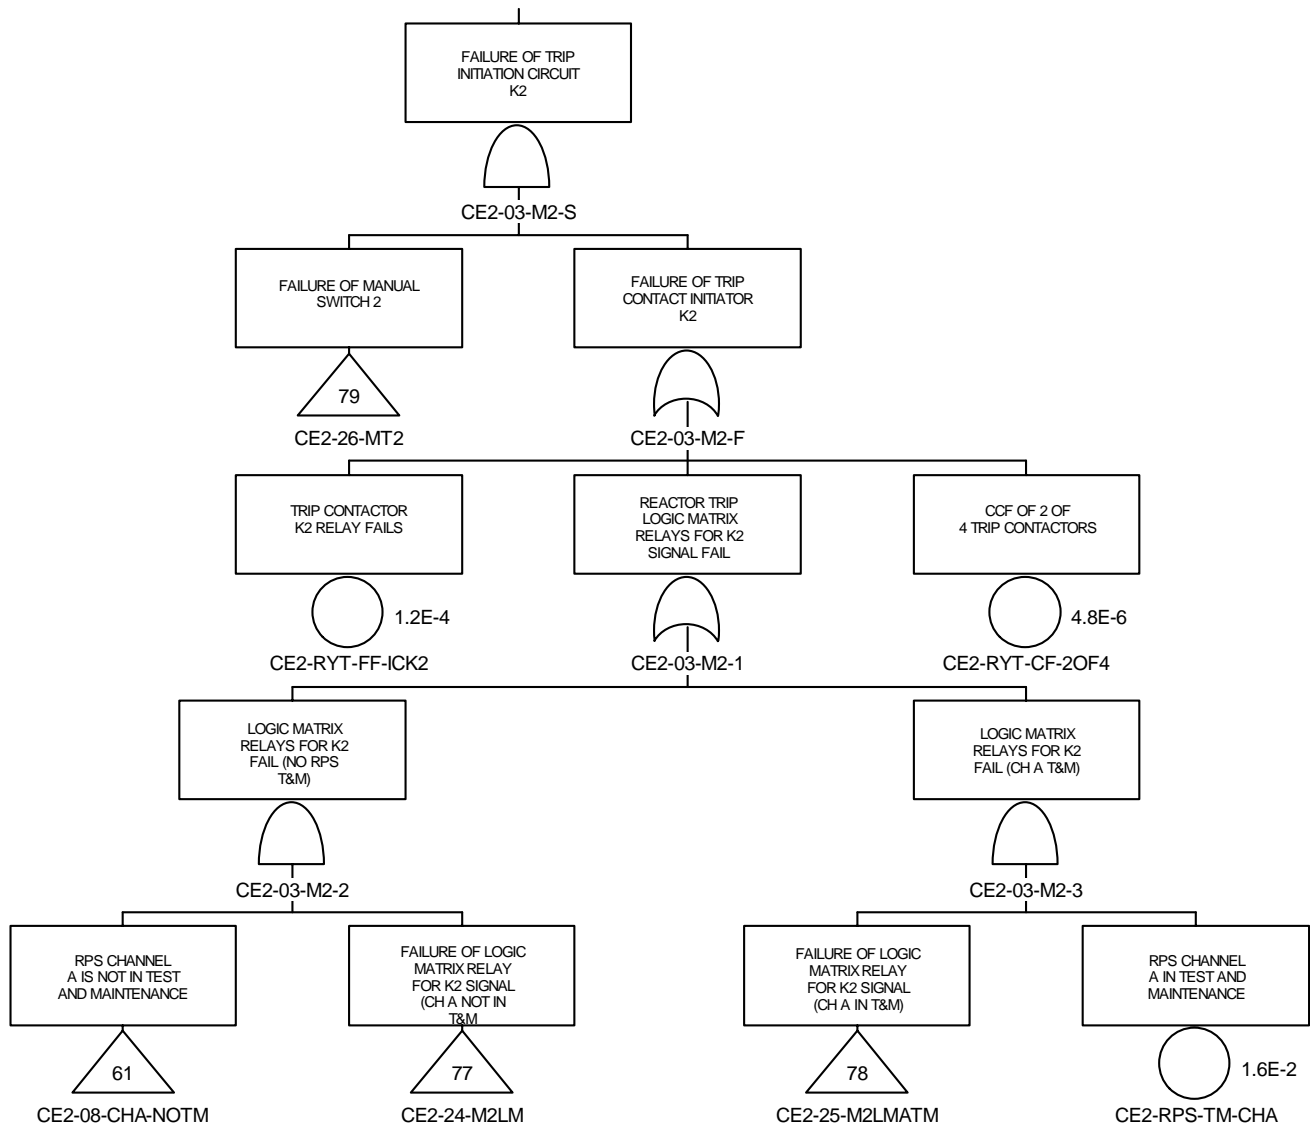 FAILURE OF TRIP
INITIATION CIRCUIT
K2
CE2-03-M2-S
FAILURE OF MANUAL
SWITCH 2
79
CE2-26-MT2
FAILURE OF TRIP
CONTACT INITIATOR
K2
CE2-03-M2-F
TRIP CONTACTOR
K2 RELAY FAILS
1.2E-4
CE2-RYT-FF-ICK2
REACTOR TRIP
LOGIC MATRIX
RELAYS FOR K2
SIGNAL FAIL
CE2-03-M2-1
CCF OF 2 OF
4 TRIP CONTACTORS
4.8E-6
CE2-RYT-CF-2OF4
LOGIC MATRIX
RELAYS FOR K2
FAIL (NO RPS
T&M)
CE2-03-M2-2
LOGIC MATRIX
RELAYS FOR K2
FAIL (CH A T&M)
CE2-03-M2-3
RPS CHANNEL
A IS NOT IN TEST
AND MAINTENANCE
61
CE2-08-CHA-NOTM
FAILURE OF LOGIC
MATRIX RELAY
FOR K2 SIGNAL
(CH A NOT IN
T&M
77
CE2-24-M2LM
FAILURE OF LOGIC
MATRIX RELAY
FOR K2 SIGNAL
(CH A IN T&M)
78
CE2-25-M2LMATM
RPS CHANNEL
A IN TEST AND
MAINTENANCE
1.6E-2
CE2-RPS-TM-CHA